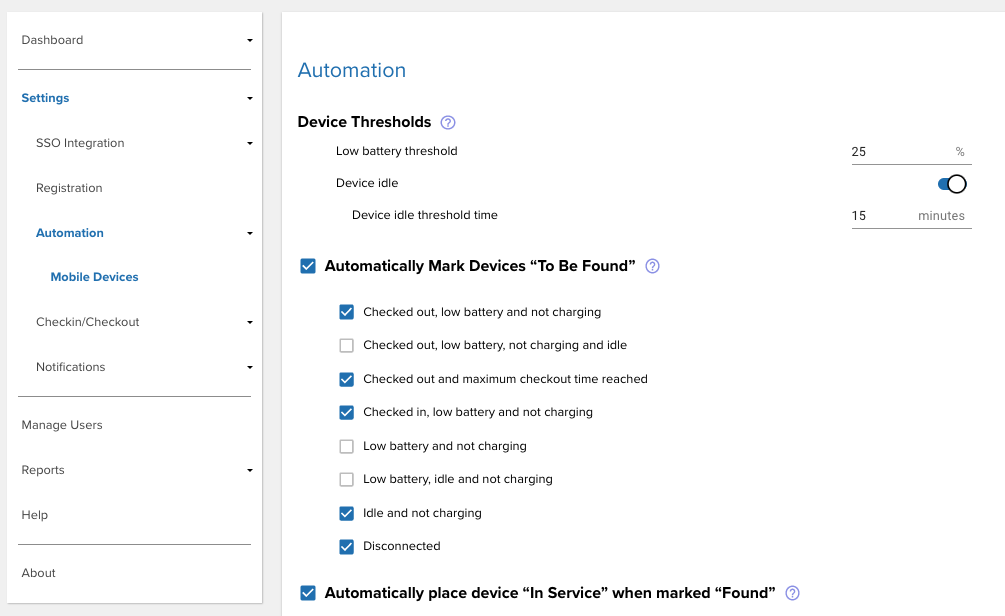 Dashboard
Settings
SSO Integration
Registration
Automation
Mobile Devices
Checkin/Checkout
Notifications
Manage Users
Reports
Help
About
Automation
Device Thresholds ?
Low battery threshold 25 %
Device idle
Device idle threshold time 15 minutes
Automatically Mark Devices “To Be Found” ?
Checked out, low battery and not charging
Checked out, low battery, not charging and idle
Checked out and maximum checkout time reached
Checked in, low battery and not charging
Low battery and not charging
Low battery, idle and not charging
Idle and not charging
Disconnected
Automatically place device “In Service” when marked “Found” ?